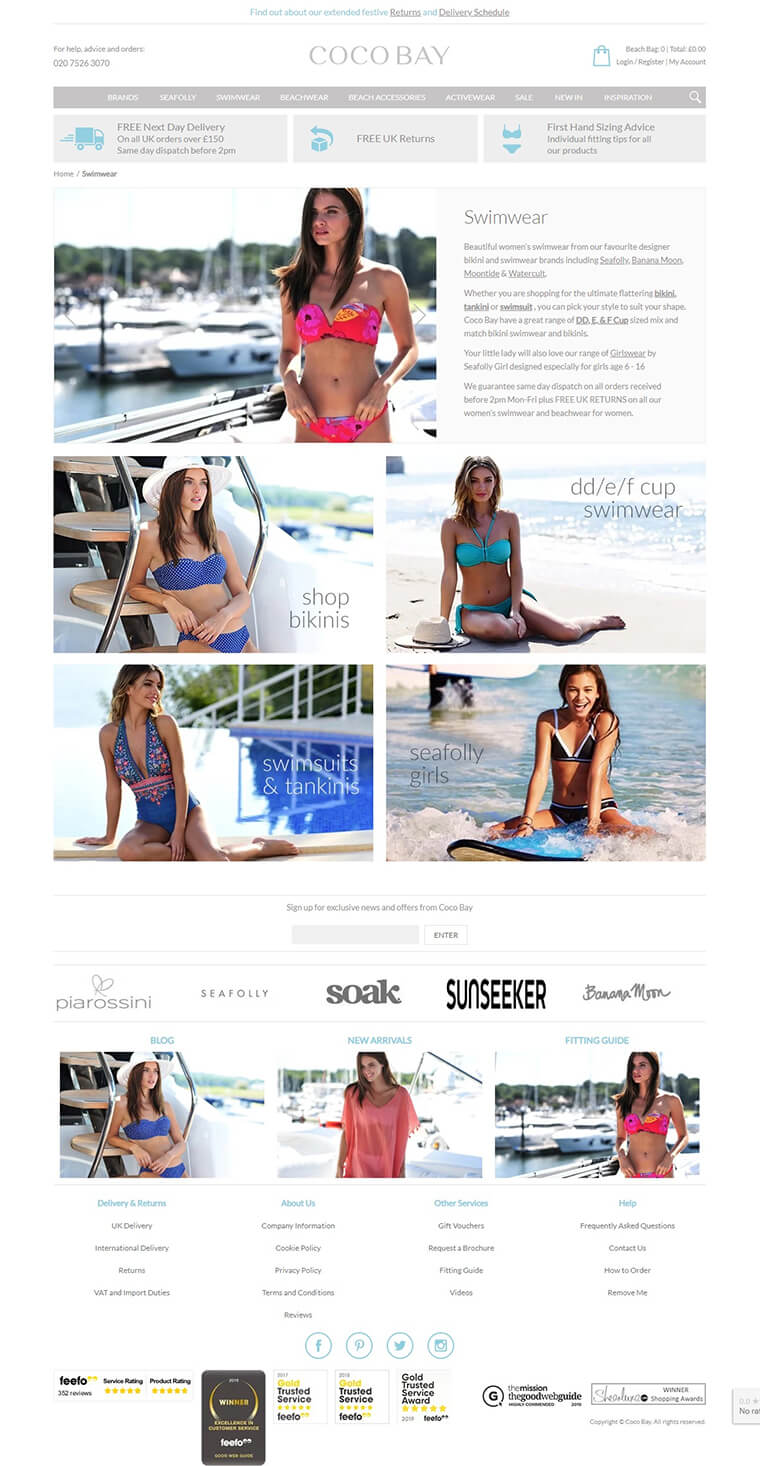 Find out about our extended festive Returns and Delivery Schedule
For help, advice and orders:
020 7526 3070
COCO BAY
Beach Bag: 0 | Total: £0.00
Login / Register | My Account
BRANDS SEAFOLLY SWIMWEAR BEACHWEAR BEACH ACCESSORIES ACTIVEWEAR SALE NEW IN INSPIRATION
FREE Next Day Delivery
On all UK orders over £150
Same day dispatch before 2pm
FREE UK Returns
First Hand Sizing Advice
Individual fitting tips for all
our products
Home / Swimwear
Swimwear
Beautiful women's swimwear from our favourite designer
bikini and swimwear brands including Seafolly, Banana Moon,
Moontide & Watercult.
Whether you are shopping for the ultimate flattering bikini,
tankini or swimsuit , you can pick your style to suit your shape.
Coco Bay have a great range of DD, E, & F Cup sized mix and
match bikini swimwear and bikinis.
Your little lady will also love our range of Girlswear by
Seafolly Girl designed especially for girls age 6 - 16
We guarantee same day dispatch on all orders received
before 2pm Mon-Fri plus FREE UK RETURNS on all our
women's swimwear and beachwear for women.
shop
bikinis
dd/e/f cup
swimwear
swimsuits
& tankinis
seafolly
girls
Sign up for exclusive news and offers from Coco Bay
ENTER
piarossini
SEAFOLLY
soak
SUNSEEKER
Banana Moon
BLOG
NEW ARRIVALS
FITTING GUIDE
Delivery & Returns
UK Delivery
International Delivery
Returns
VAT and Import Duties
About Us
Company Information
Cookie Policy
Privacy Policy
Terms and Conditions
Reviews
Other Services
Gift Vouchers
Request a Brochure
Fitting Guide
Videos
Help
Frequently Asked Questions
Contact Us
How to Order
Remove Me
feefo
352 reviews
Service Rating
Product Rating
WINNER
EXCELLENCE IN
CUSTOMER SERVICE
feefo
GOOD WEB GUIDE
2017
Gold
Trusted
Service
feefo
2018
Gold
Trusted
Service
feefo
Gold
Trusted
Service
Award
2019 feefo
G
themission
thegoodwebguide
HIGHLY COMMENDED
WINNER
Shopping Awards
Copyright © Coco Bay. All rights reserved.
0.0
No rat